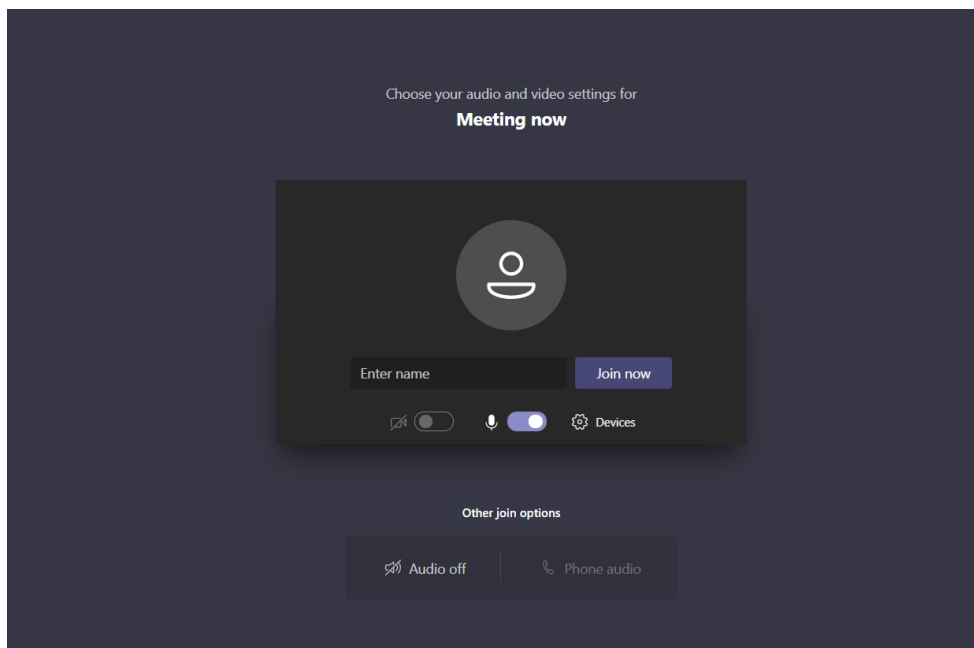 Choose your audio and video settings for
Meeting now
Enter name
Join now
Devices
Other join options
Audio off
Phone audio